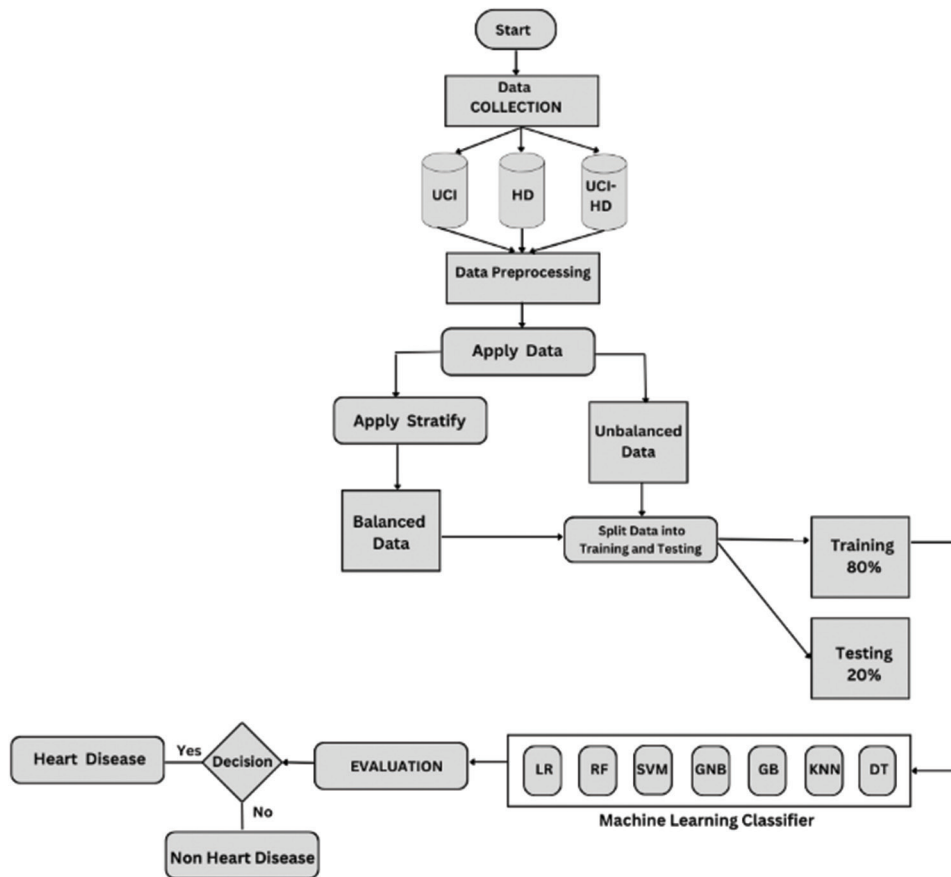 Start
Data
COLLECTION
UCI
HD
UCI-
HD
Data Preprocessing
Apply Data
Apply Stratify
Unbalanced
Data
Balanced
Data
Split Data into
Training and Testing
Training
80%
Testing
20%
Heart Disease
Yes
Decision
No
Non Heart Disease
EVALUATION
LR
RF
SVM
GNB
GB
KNN
DT
Machine Learning Classifier